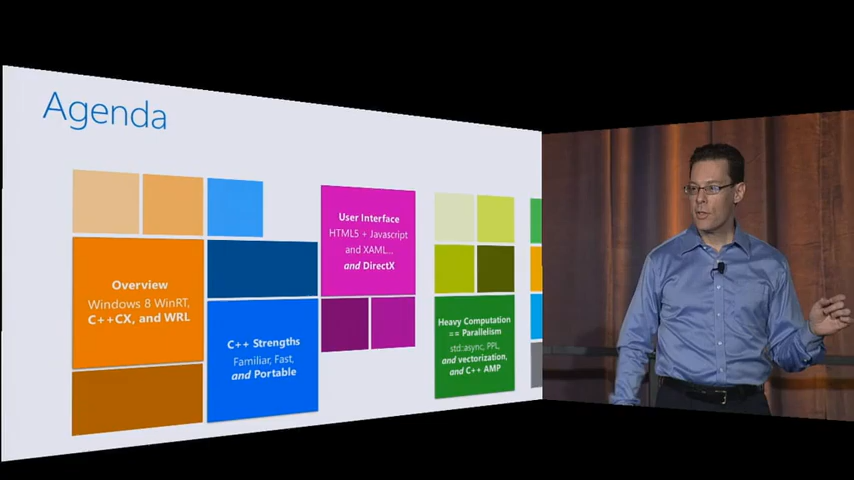 Agenda
Overview
Windows 8 WinRT,
C++CX, and WRL
C++ Strengths
Familiar, Fast,
and Portable
User Interface
HTML5 + Javascript
and XAML...
and DirectX
Heavy Computation
== Parallelism
std::async, PPL,
and vectorization,
and C++ AMP